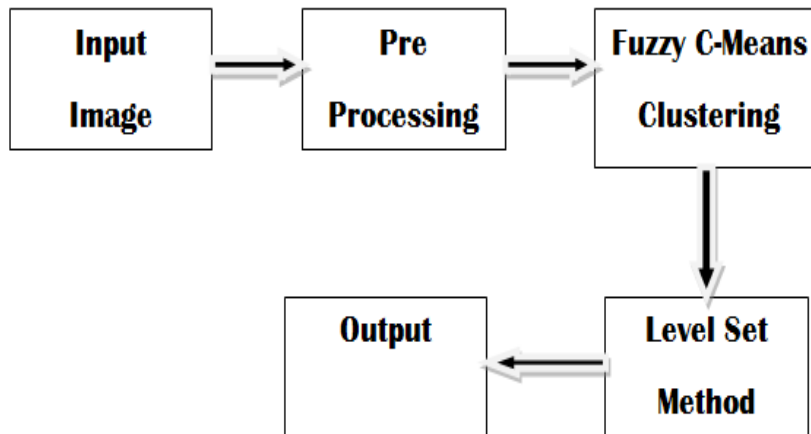 Input
Image
Pre
Processing
Fuzzy C-Means
Clustering
Level Set
Method
Output